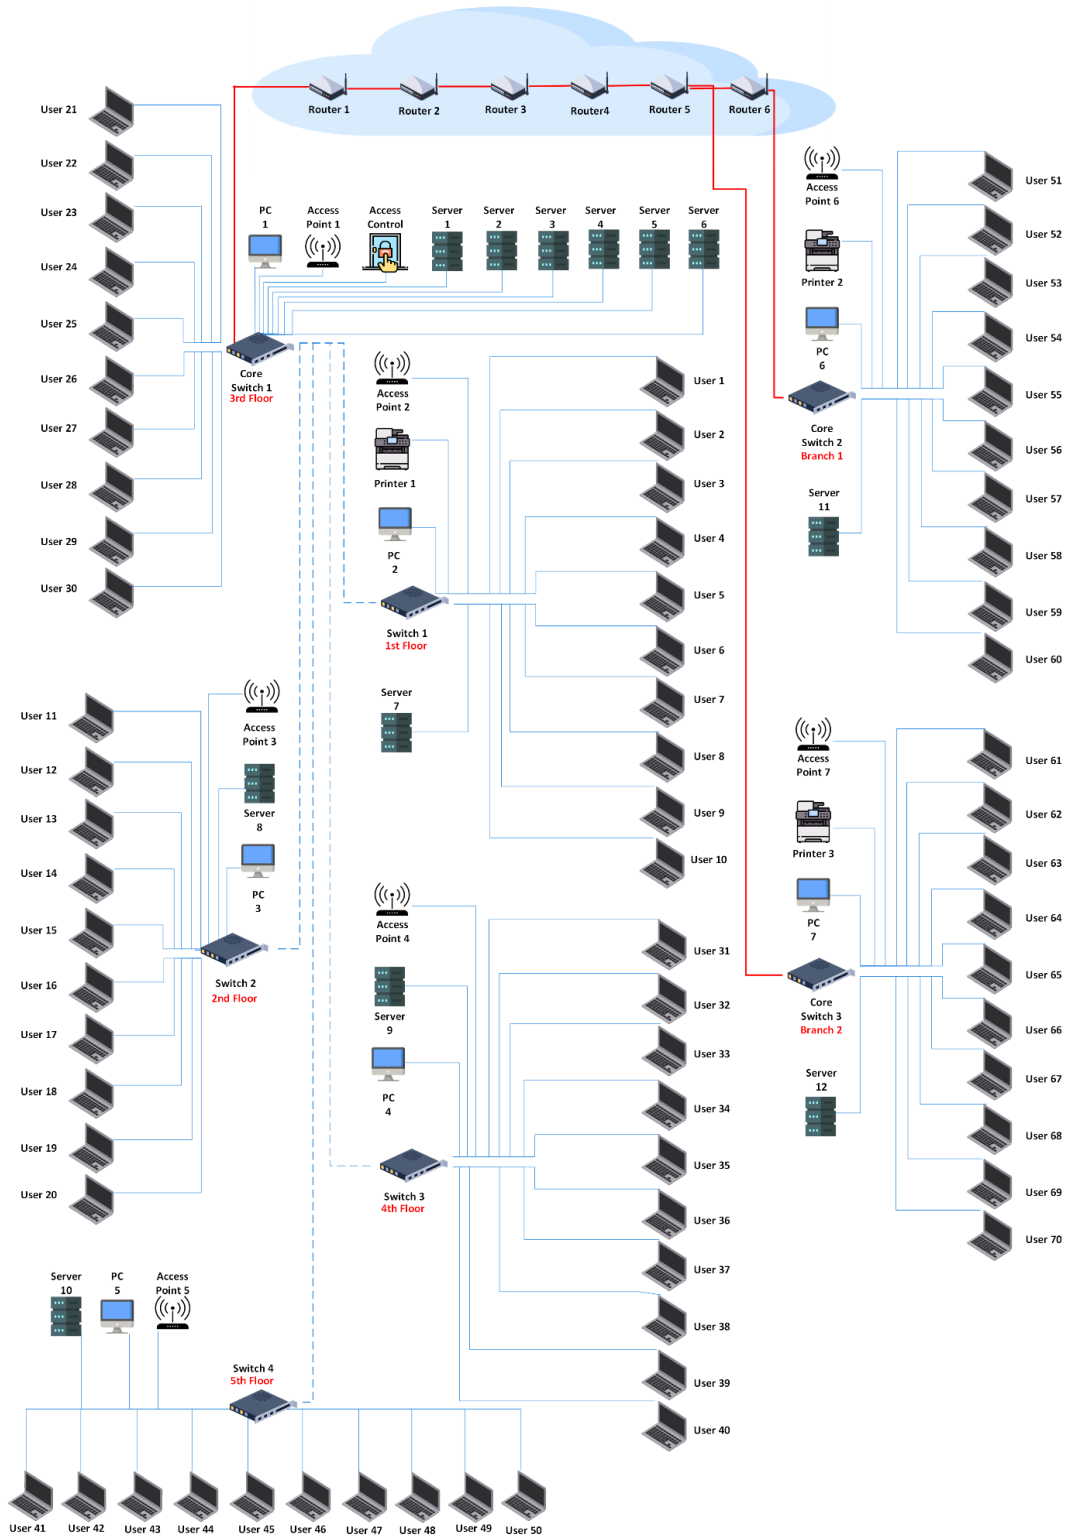 Router 1
Router 2
Router 3
Router4
Router 5
Router 6
User 21
User 22
User 23
User 24
User 25
User 26
User 27
User 28
User 29
User 30
PC
1
Access
Point 1
Access
Control
Server
1
Server
2
Server
3
Server
4
Server
5
Server
6
Core
Switch 1
3rd Floor
Access
Point 2
Printer 1
PC
2
Switch 1
1st Floor
Server
7
User 1
User 2
User 3
User 4
User 5
User 6
User 7
User 8
User 9
User 10
Access
Point 6
Printer 2
PC
6
Core
Switch 2
Branch 1
Server
11
User 51
User 52
User 53
User 54
User 55
User 56
User 57
User 58
User 59
User 60
User 11
User 12
User 13
User 14
User 15
User 16
User 17
User 18
User 19
User 20
Access
Point 3
Server
8
PC
3
Switch 2
2nd Floor
Access
Point 4
Server
9
PC
4
Switch 3
4th Floor
User 31
User 32
User 33
User 34
User 35
User 36
User 37
User 38
User 39
User 40
Access
Point 7
Printer 3
PC
7
Core
Switch 3
Branch 2
Server
12
User 61
User 62
User 63
User 64
User 65
User 66
User 67
User 68
User 69
User 70
Server
10
PC
5
Access
Point 5
Switch 4
5th Floor
User 41
User 42
User 43
User 44
User 45
User 46
User 47
User 48
User 49
User 50